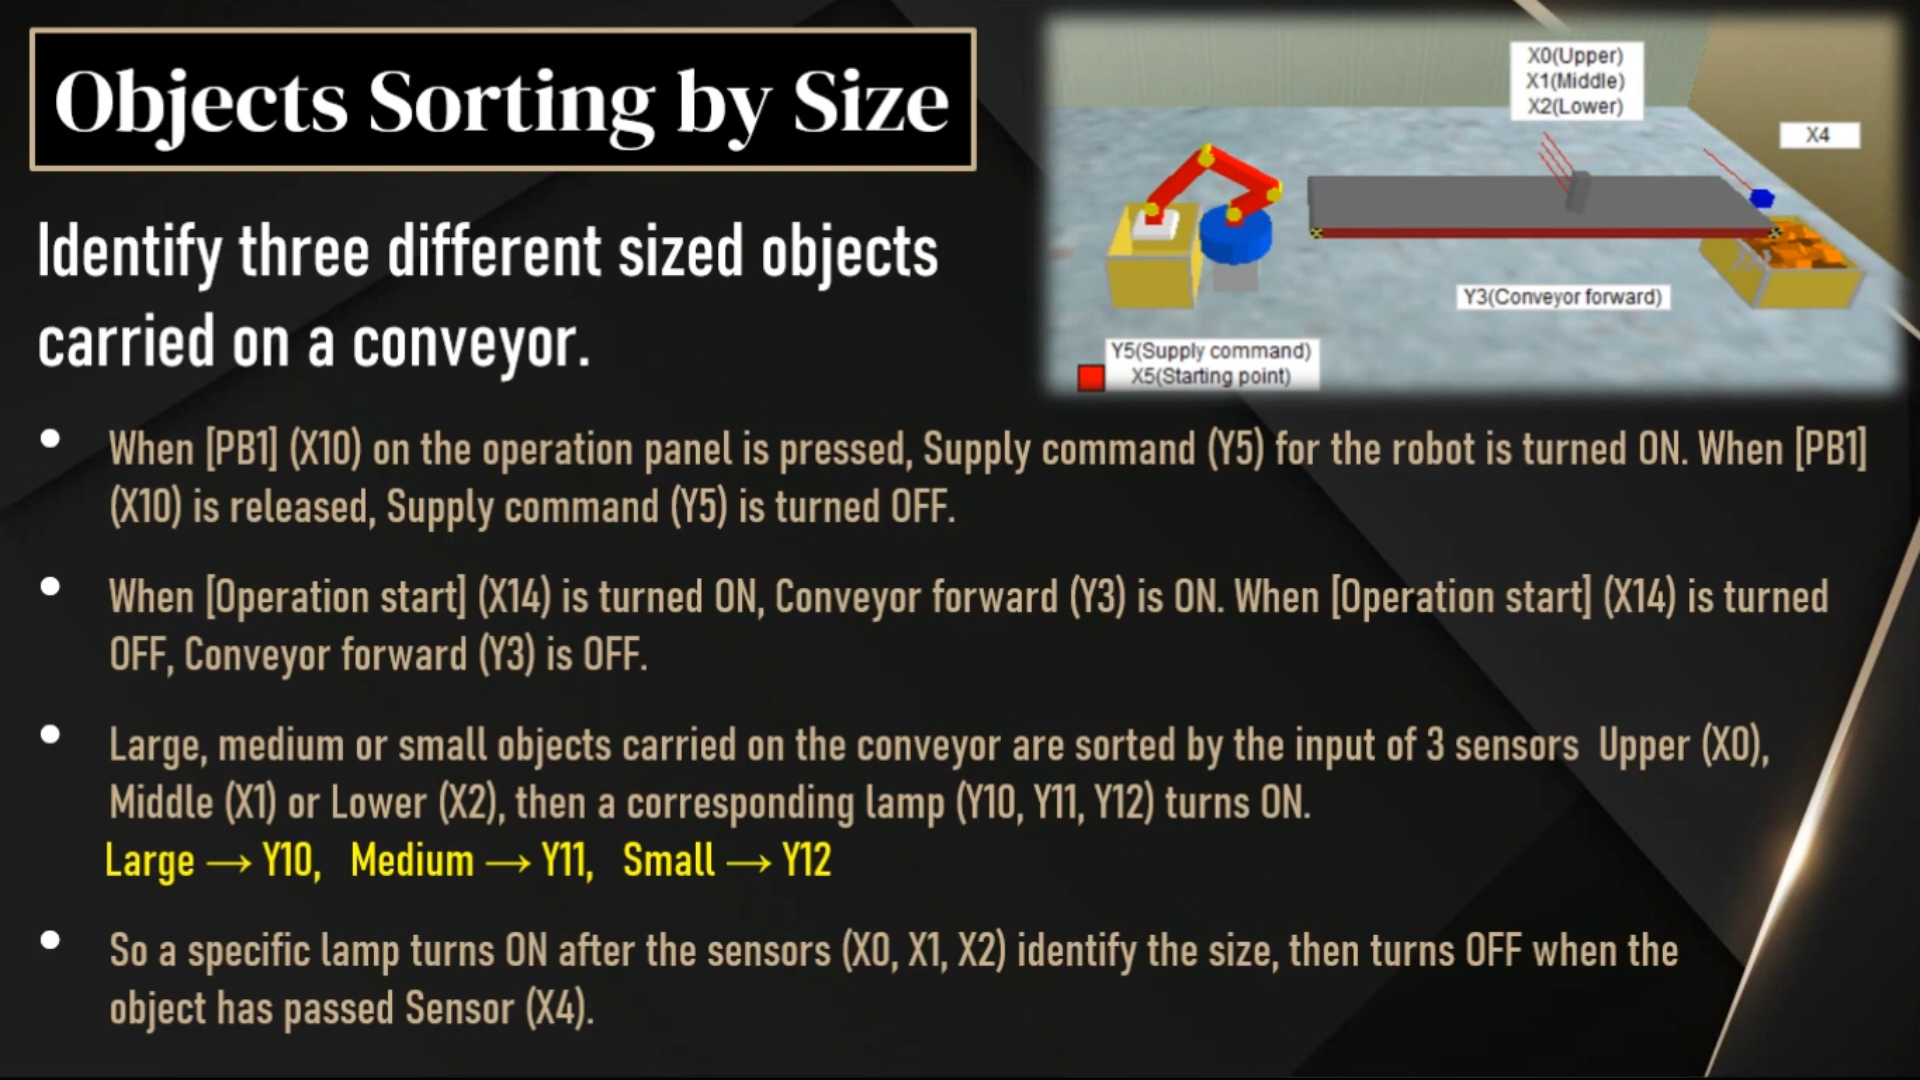 Objects Sorting by Size
X0(Upper)
X1(Middle)
X2(Lower)
X4
Y3(Conveyor forward)
Y5(Supply command)
X5(Starting point)
Identify three different sized objects
carried on a conveyor.
• When [PB1] (X10) on the operation panel is pressed, Supply command (Y5) for the robot is turned ON. When [PB1]
(X10) is released, Supply command (Y5) is turned OFF.
• When [Operation start] (X14) is turned ON, Conveyor forward (Y3) is ON. When [Operation start] (X14) is turned
OFF, Conveyor forward (Y3) is OFF.
• Large, medium or small objects carried on the conveyor are sorted by the input of 3 sensors Upper (X0),
Middle (X1) or Lower (X2), then a corresponding lamp (Y10, Y11, Y12) turns ON.
Large → Y10, Medium → Y11, Small → Y12
• So a specific lamp turns ON after the sensors (X0, X1, X2) identify the size, then turns OFF when the
object has passed Sensor (X4).